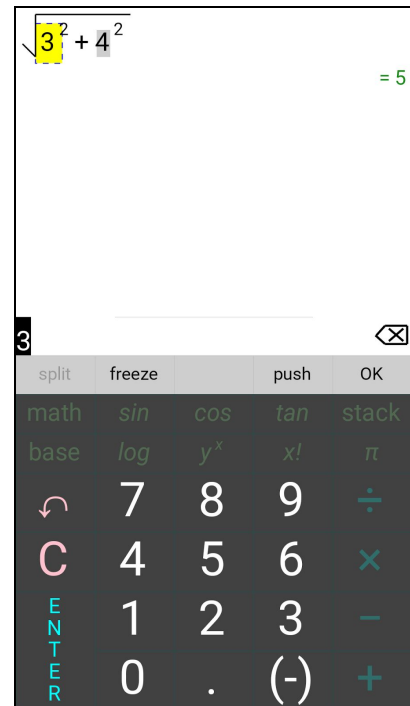 √3² + 4²
= 5
3
split freeze push OK
math sin cos tan stack
base log yˣ x! π
7 8 9 ÷
C 4 5 6 ×
ENTER 1 2 3 −
0 . (-) +